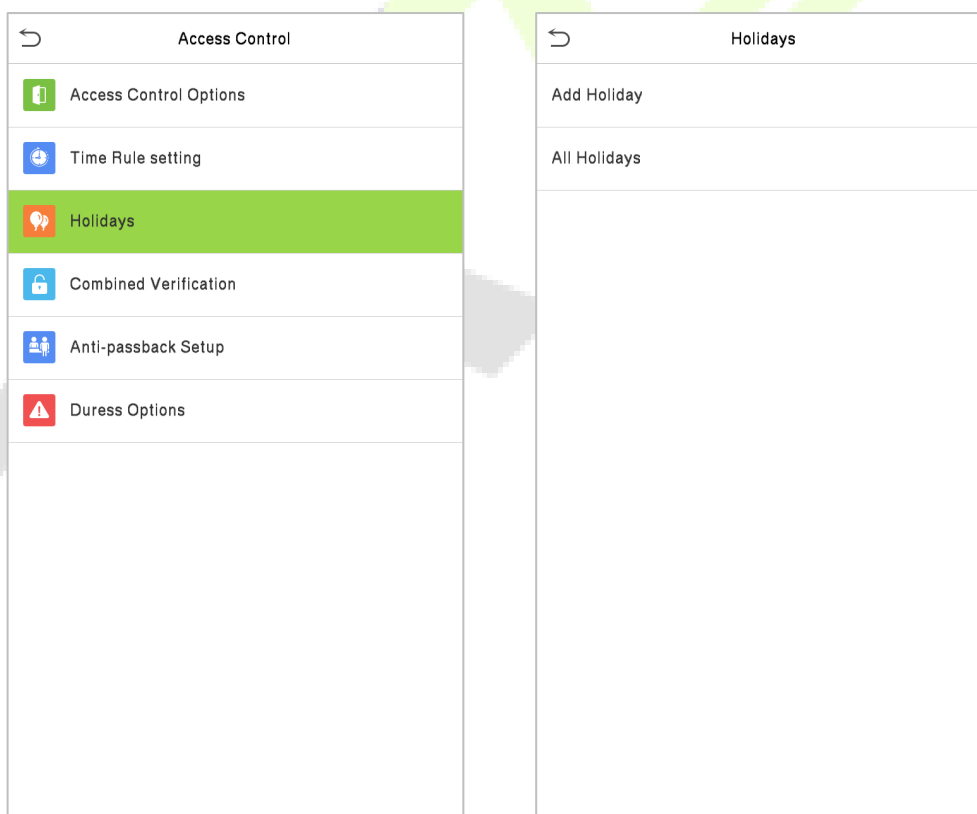 Access Control
Access Control Options
Time Rule setting
Holidays
Combined Verification
Anti-passback Setup
Duress Options
Holidays
Add Holiday
All Holidays